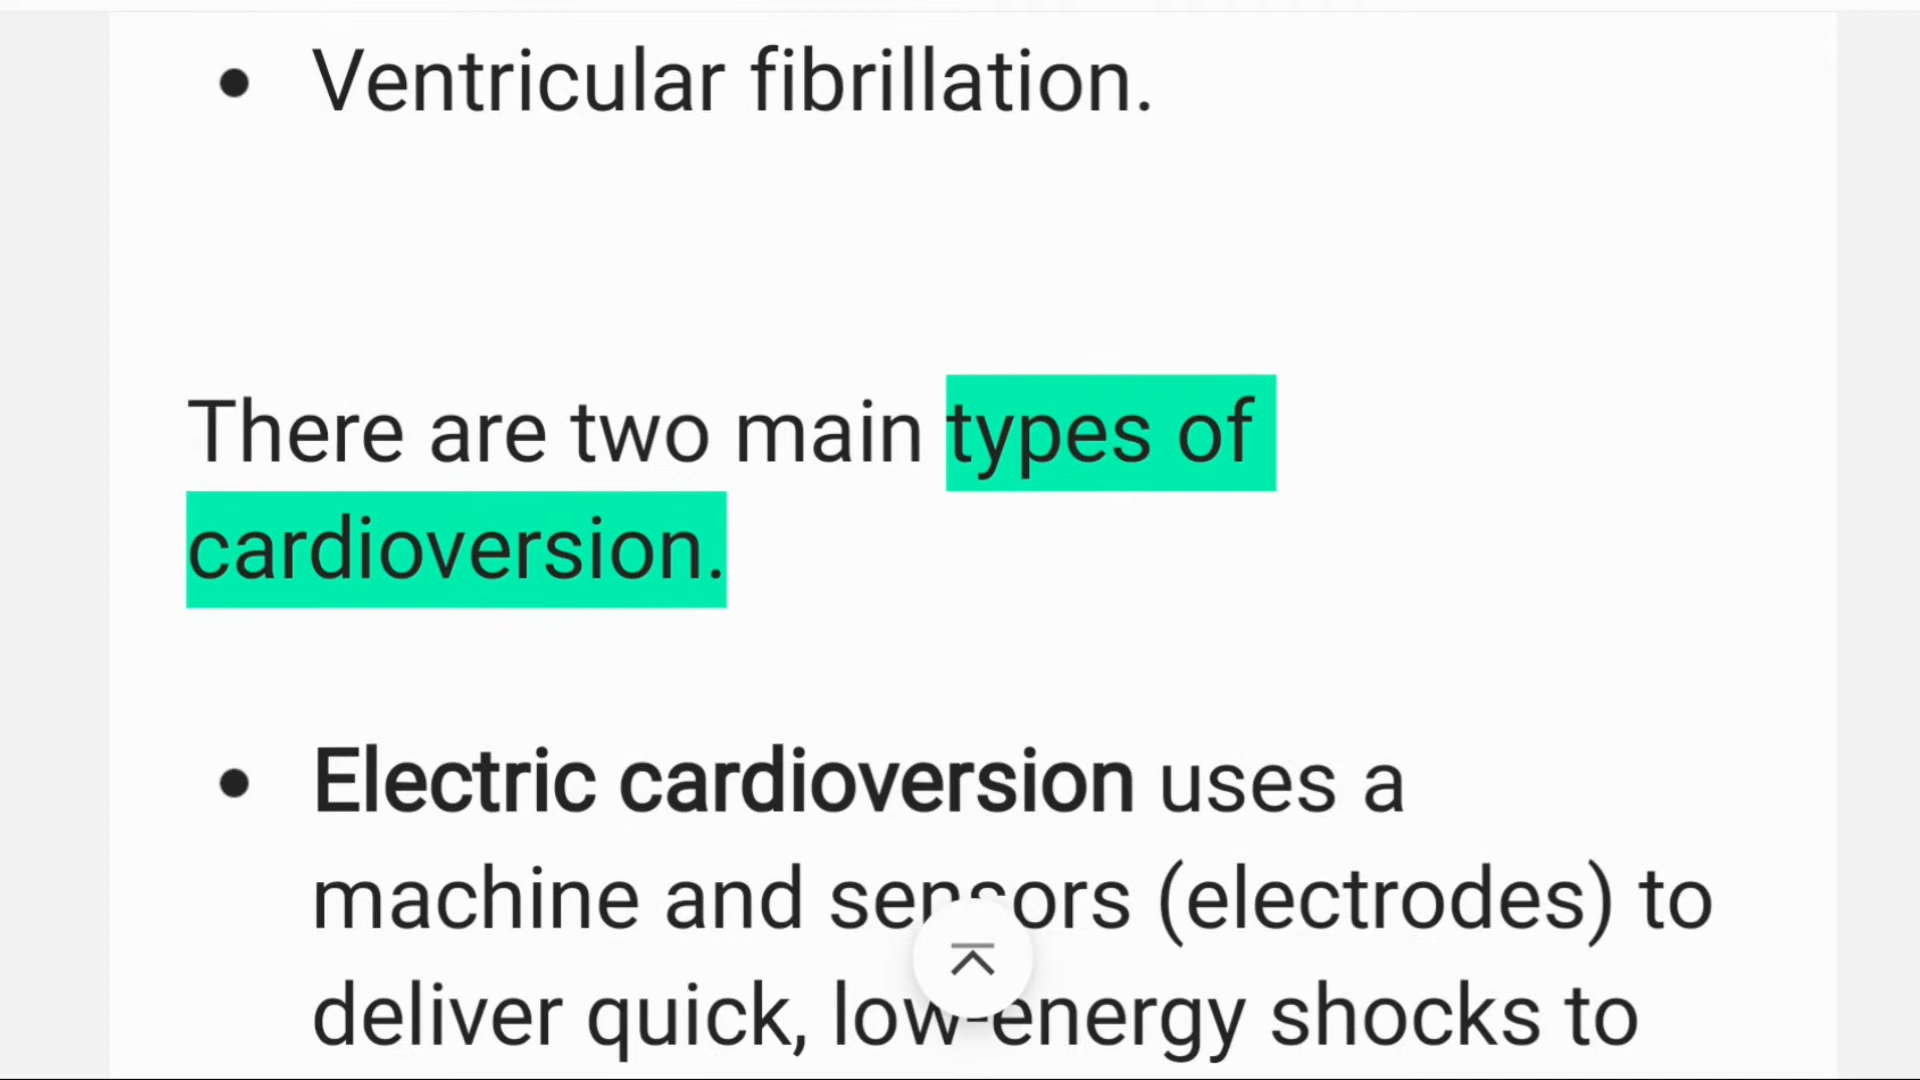 • Ventricular fibrillation.
There are two main types of
cardioversion.
• Electric cardioversion uses a
machine and sensors (electrodes) to
deliver quick, low-energy shocks to